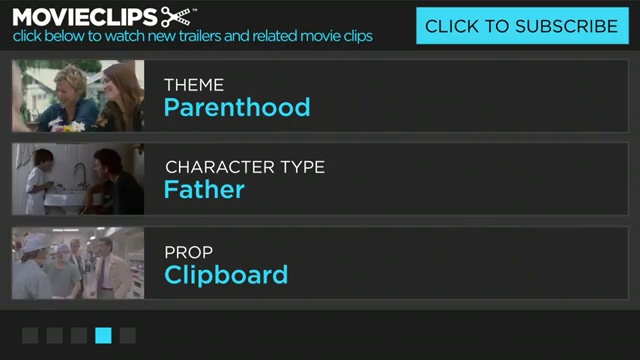 MOVIECLIPS™
click below to watch new trailers and related movie clips
CLICK TO SUBSCRIBE
THEME
Parenthood
CHARACTER TYPE
Father
PROP
Clipboard